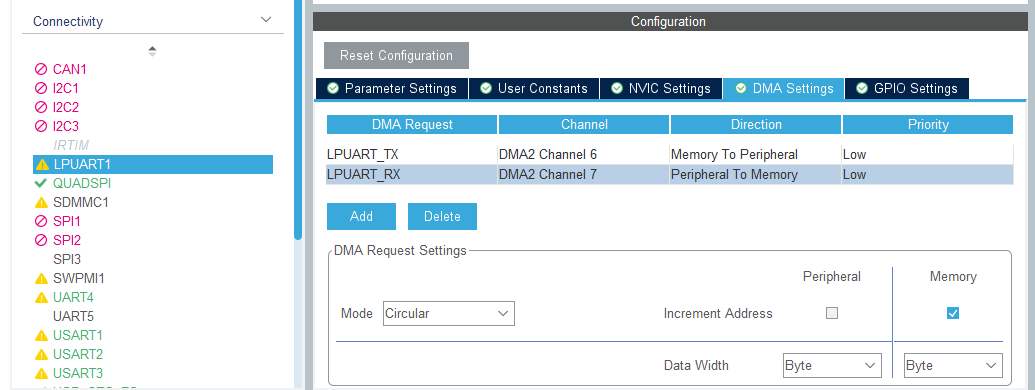 Connectivity
CAN1
I2C1
I2C2
I2C3
IRTIM
LPUART1
QUADSPI
SDMMC1
SPI1
SPI2
SPI3
SWPMI1
UART4
UART5
USART1
USART2
USART3
Configuration
Reset Configuration
Parameter Settings User Constants NVIC Settings DMA Settings GPIO Settings
DMA Request Channel Direction Priority
LPUART_TX DMA2 Channel 6 Memory To Peripheral Low
LPUART_RX DMA2 Channel 7 Peripheral To Memory Low
Add Delete
DMA Request Settings
Peripheral Memory
Mode Circular Increment Address
Data Width Byte Byte